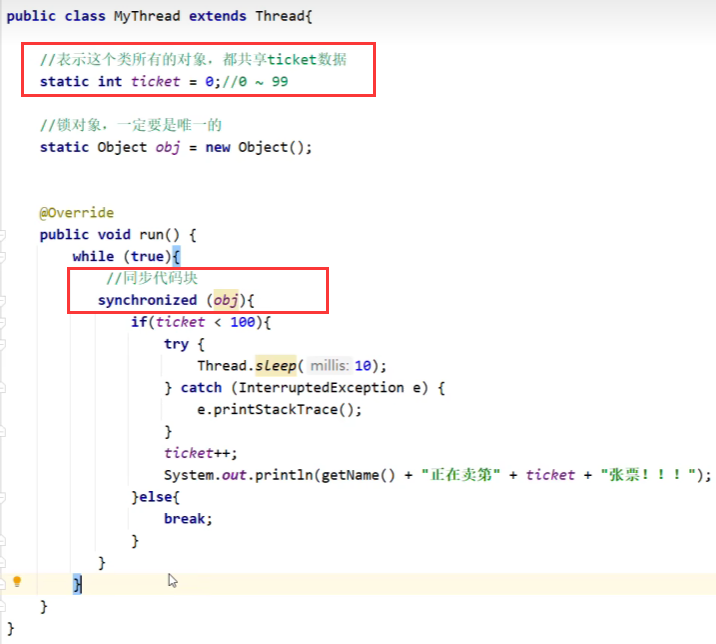 public class MyThread extends Thread{
//表示这个类所有的对象，都共享ticket数据
static int ticket = 0;//0 ~ 99
//锁对象，一定要是唯一的
static Object obj = new Object();
@Override
public void run() {
while (true){
//同步代码块
synchronized (obj){
if(ticket < 100){
try {
Thread.sleep( millis: 10);
} catch (InterruptedException e) {
e.printStackTrace();
}
ticket++;
System.out.println(getName() + "正在卖第" + ticket + "张票！！！");
}else{
break;
}
}
}
}
}